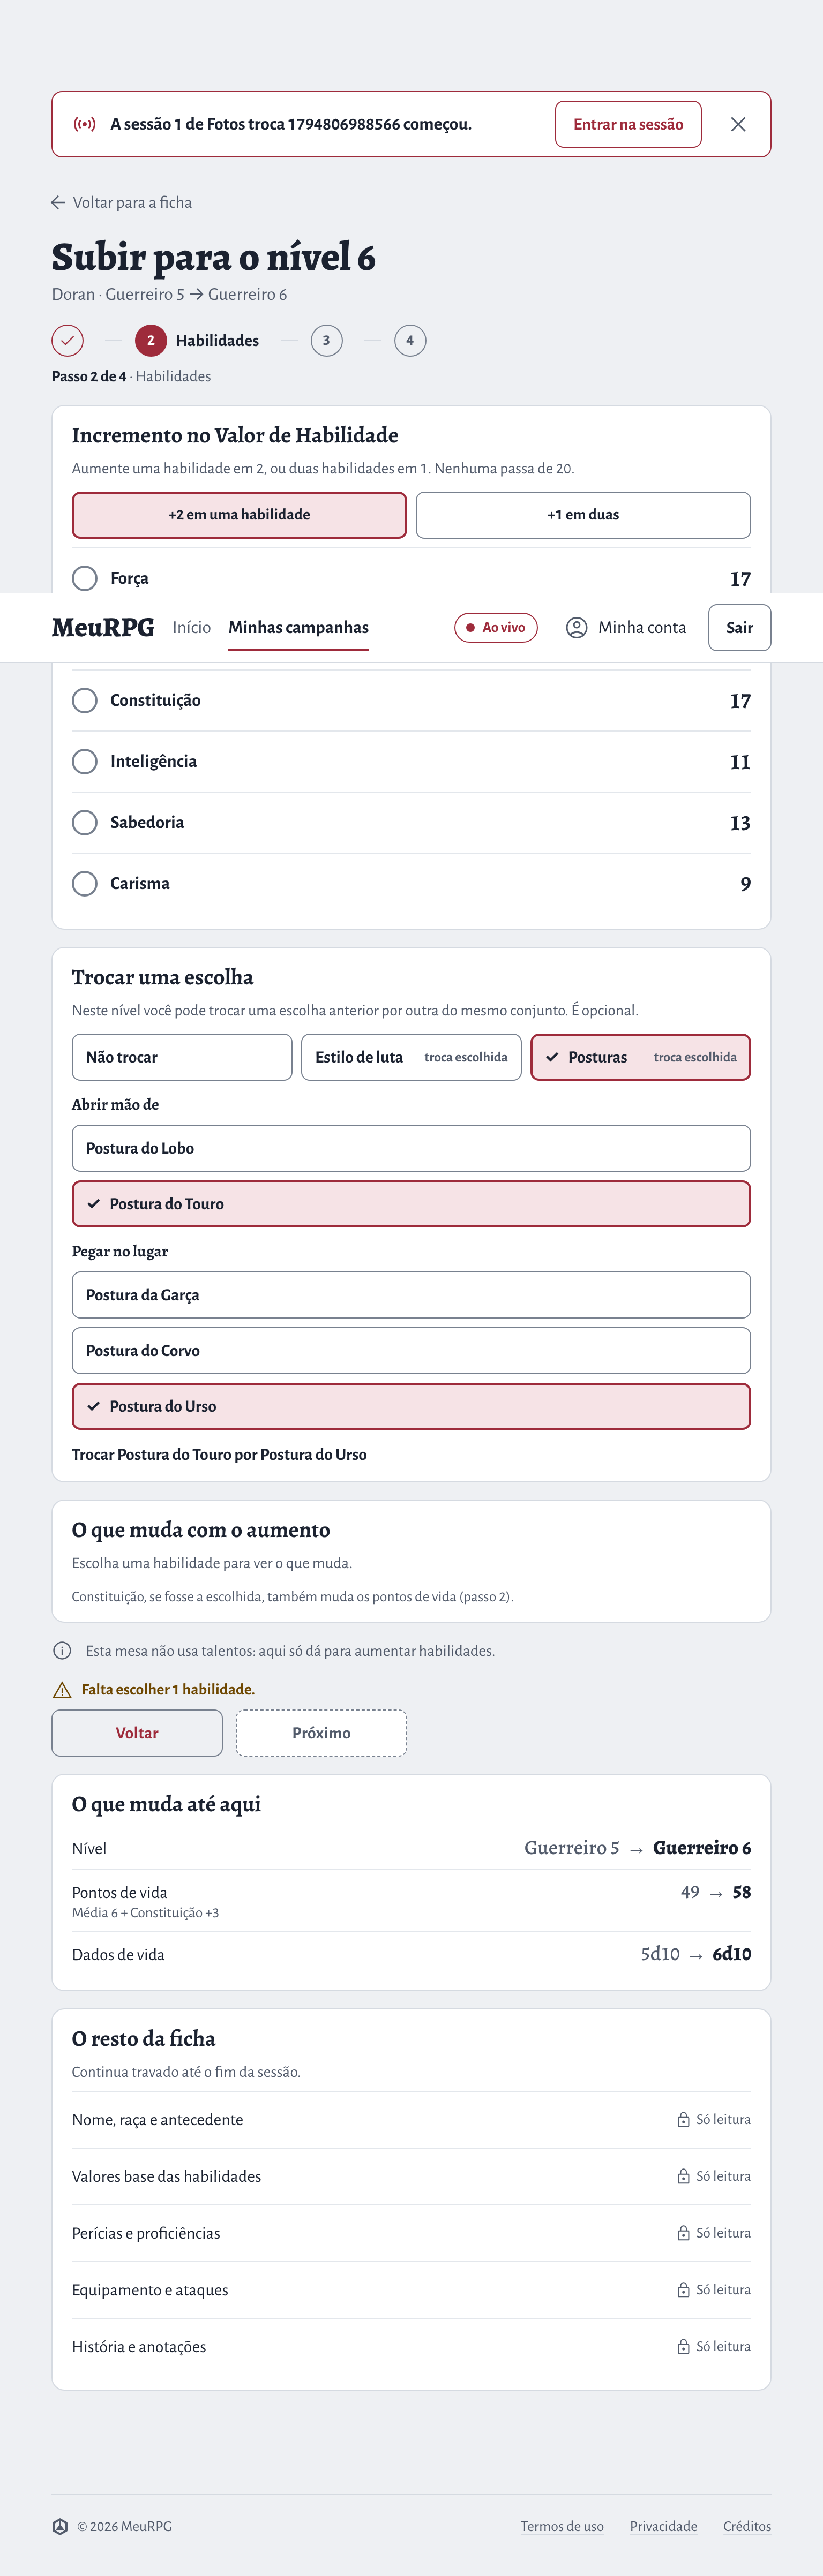 A sessão 1 de Fotos troca 1794806988566 começou.
Entrar na sessão
Voltar para a ficha
Subir para o nível 6
Doran · Guerreiro 5 → Guerreiro 6
2 Habilidades 3 4
Passo 2 de 4 · Habilidades
Incremento no Valor de Habilidade
Aumente uma habilidade em 2, ou duas habilidades em 1. Nenhuma passa de 20.
+2 em uma habilidade
+1 em duas
Força 17
MeuRPG Início Minhas campanhas Ao vivo Minha conta Sair
Constituição 17
Inteligência 11
Sabedoria 13
Carisma 9
Trocar uma escolha
Neste nível você pode trocar uma escolha anterior por outra do mesmo conjunto. É opcional.
Não trocar
Estilo de luta troca escolhida
Posturas troca escolhida
Abrir mão de
Postura do Lobo
Postura do Touro
Pegar no lugar
Postura da Garça
Postura do Corvo
Postura do Urso
Trocar Postura do Touro por Postura do Urso
O que muda com o aumento
Escolha uma habilidade para ver o que muda.
Constituição, se fosse a escolhida, também muda os pontos de vida (passo 2).
Esta mesa não usa talentos: aqui só dá para aumentar habilidades.
Falta escolher 1 habilidade.
Voltar
Próximo
O que muda até aqui
Nível Guerreiro 5 → Guerreiro 6
Pontos de vida 49 → 58
Média 6 + Constituição +3
Dados de vida 5d10 → 6d10
O resto da ficha
Continua travado até o fim da sessão.
Nome, raça e antecedente Só leitura
Valores base das habilidades Só leitura
Perícias e proficiências Só leitura
Equipamento e ataques Só leitura
História e anotações Só leitura
© 2026 MeuRPG
Termos de uso Privacidade Créditos